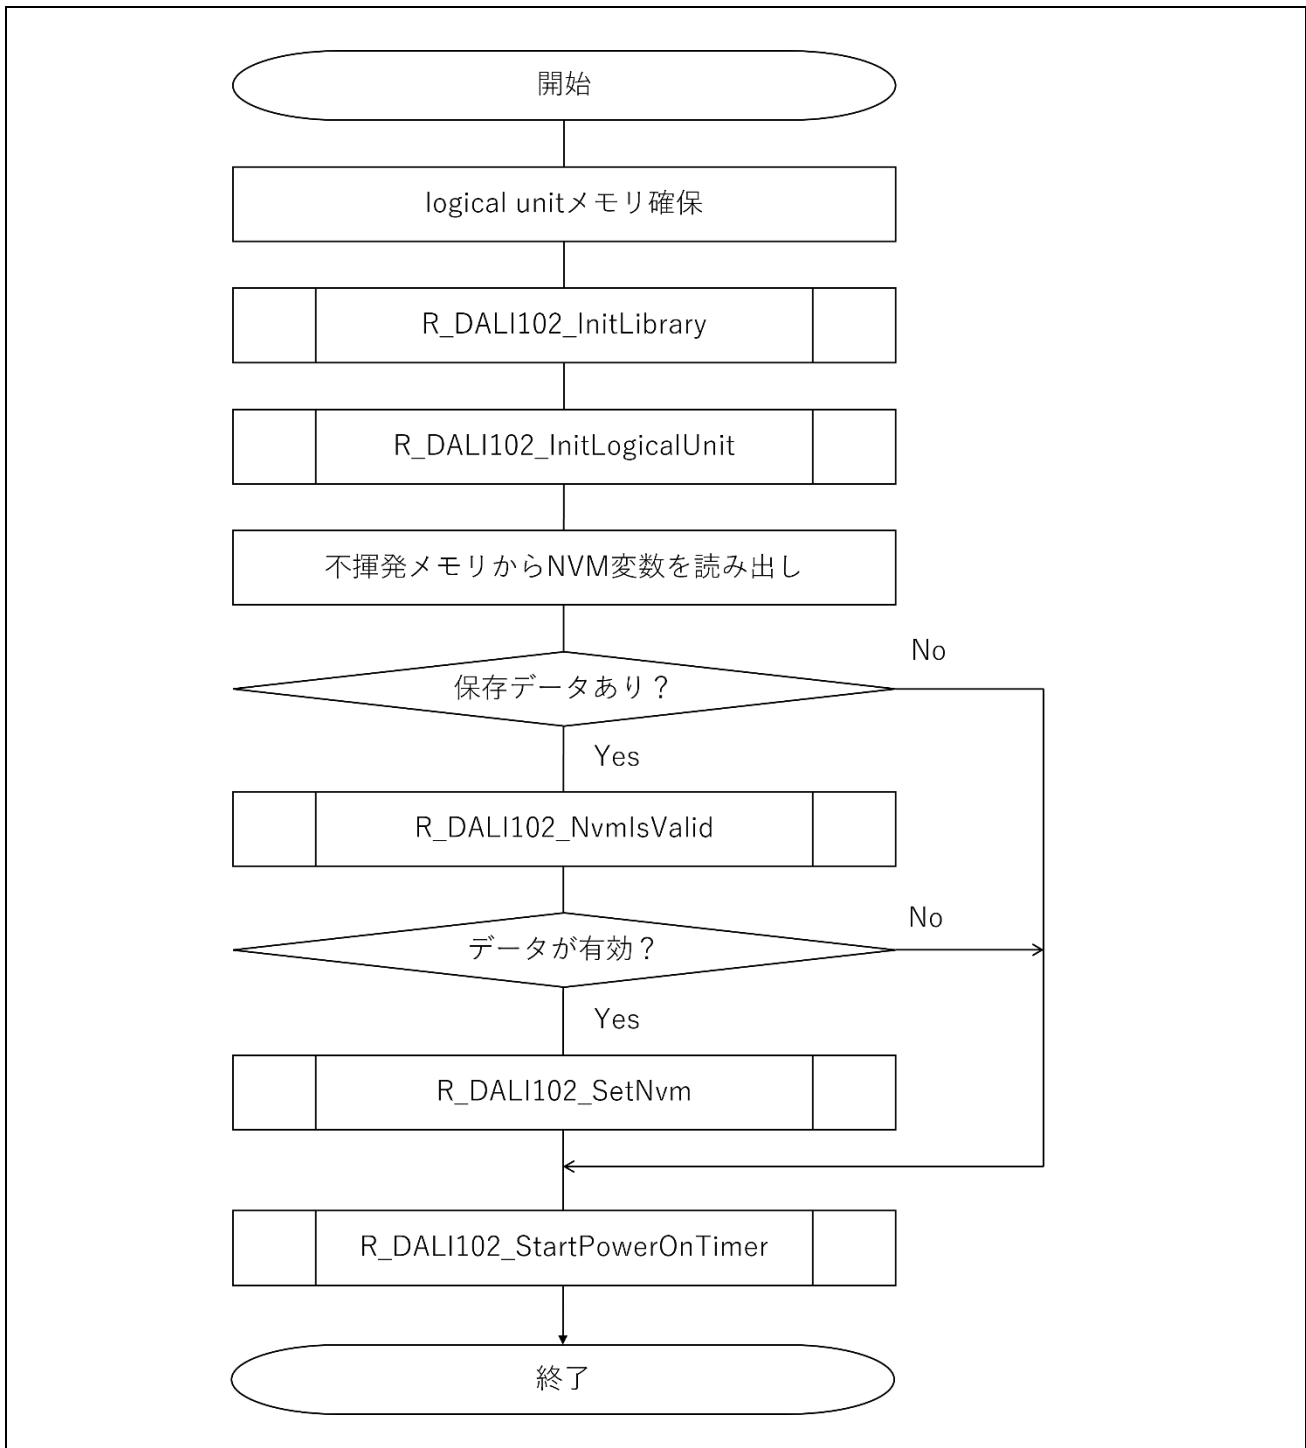 開始
logical unitメモリ確保
R_DALI102_InitLibrary
R_DALI102_InitLogicalUnit
不揮発メモリからNVM変数を読み出し
No
保存データあり？
Yes
R_DALI102_NvmIsValid
No
データが有効？
Yes
R_DALI102_SetNvm
R_DALI102_StartPowerOnTimer
終了